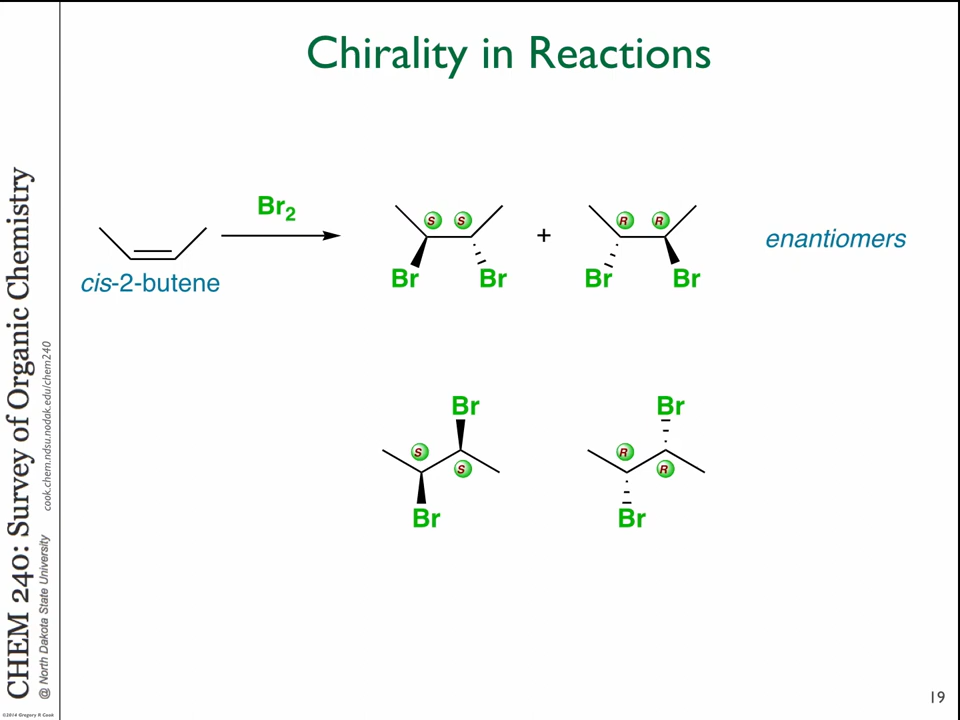 Chirality in Reactions
CHEM 240: Survey of Organic Chemistry
@ North Dakota State University
cook.chem.ndsu.nodak.edu/chem240
©2014 Gregory R Cook
Br2
cis-2-butene
S S
Br Br
+
R R
Br Br
enantiomers
Br
S
S
Br
Br
R
R
Br
19